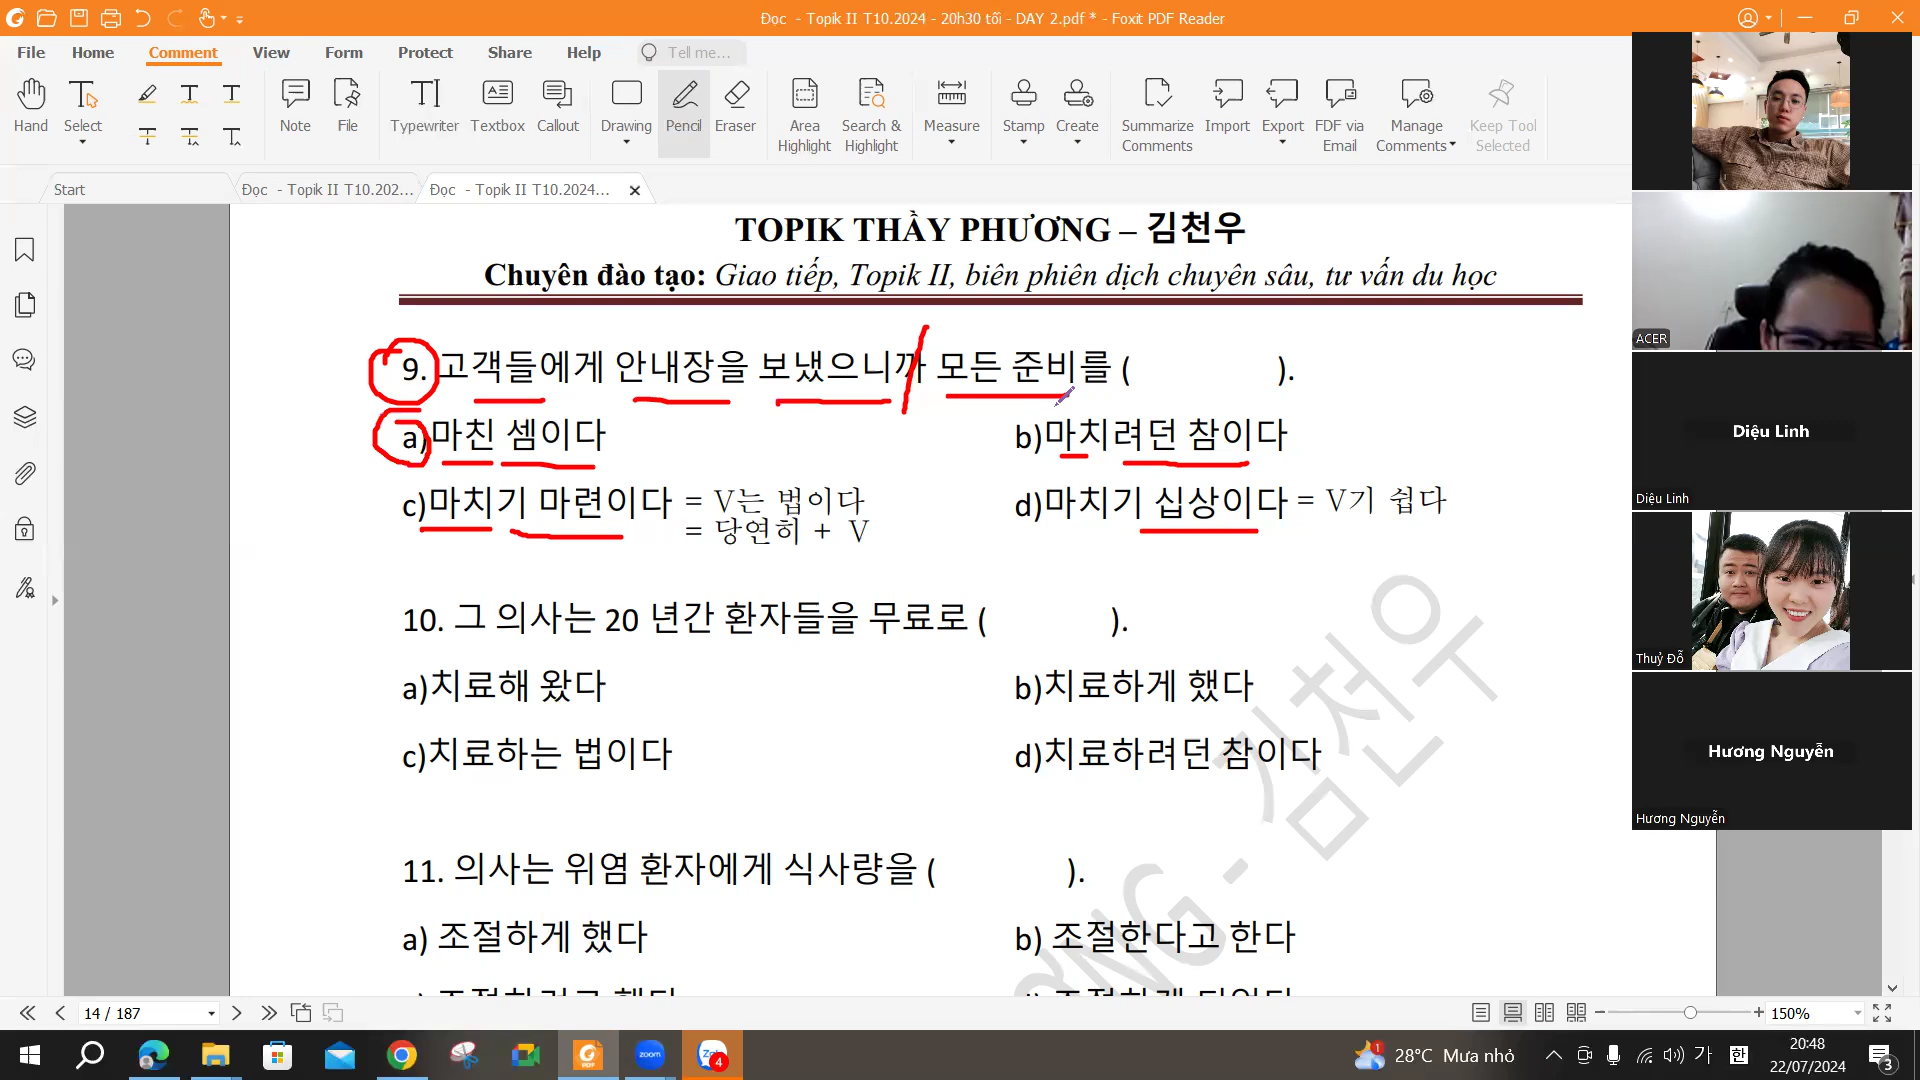 Đọc - Topik II T10.2024 - 20h30 tối - DAY 2.pdf * - Foxit PDF Reader
File Home Comment View Form Protect Share Help Tell me...
Hand Select Note File Typewriter Textbox Callout Drawing Pencil Eraser Area Highlight Search & Highlight Measure Stamp Create Summarize Comments Import Export FDF via Email Manage Comments Keep Tool Selected
Start Đọc - Topik II T10.202... Đọc - Topik II T10.2024...
TOPIK THẦY PHƯƠNG – 김천우
Chuyên đào tạo: Giao tiếp, Topik II, biên phiên dịch chuyên sâu, tư vấn du học
9. 고객들에게 안내장을 보냈으니까 모든 준비를 ( ).
a)마친 셈이다 b)마치려던 참이다
c)마치기 마련이다 = V는 법이다 d)마치기 십상이다 = V기 쉽다
= 당연히 + V
10. 그 의사는 20 년간 환자들을 무료로 ( ).
a)치료해 왔다 b)치료하게 했다
c)치료하는 법이다 d)치료하려던 참이다
11. 의사는 위염 환자에게 식사량을 ( ).
a) 조절하게 했다 b) 조절한다고 한다
ƠNG - 김천우
ACER
Diệu Linh
Diệu Linh
Thuỷ Đỗ
Hương Nguyễn
Hương Nguyễn
14 / 187 150%
zoom 4 1 28°C Mưa nhỏ 가 한 20:48
22/07/2024 3